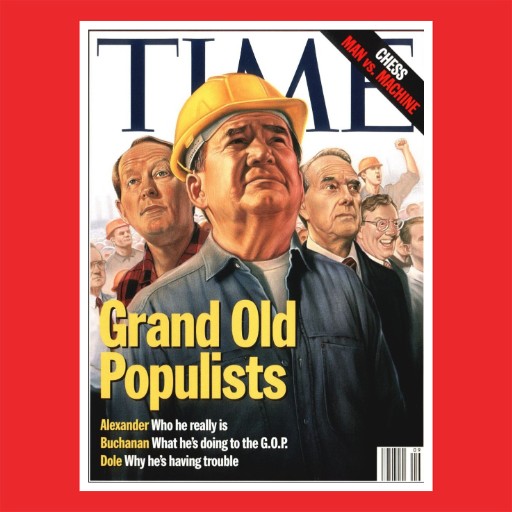 TIME
CHESS
MAN vs. MACHINE
Grand Old
Populists
Alexander Who he really is
Buchanan What he's doing to the G.O.P.
Dole Why he's having trouble
09